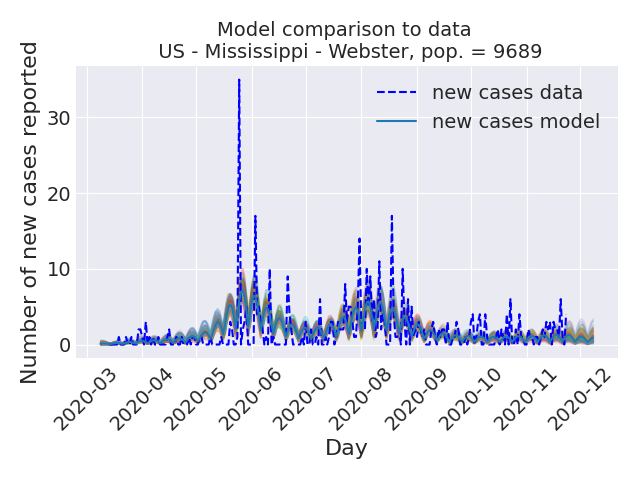 Model comparison to data
US - Mississippi - Webster, pop. = 9689
Number of new cases reported
30
20
10
0
new cases data
new cases model
2020-03
2020-04
2020-05
2020-06
2020-07
2020-08
2020-09
2020-10
2020-11
2020-12
Day